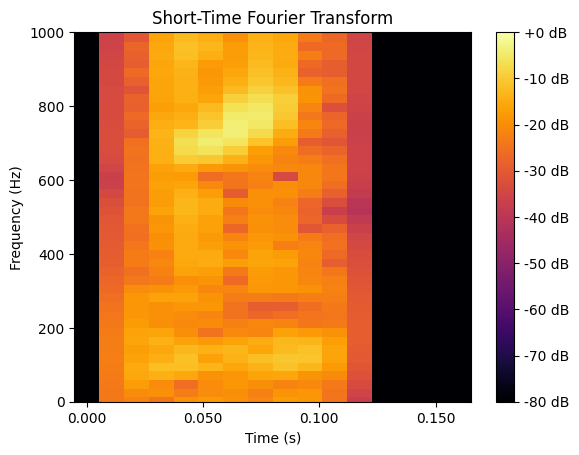 Short-Time Fourier Transform
1000
800
600
400
200
0
Frequency (Hz)
0.000
0.050
0.100
0.150
Time (s)
+0 dB
-10 dB
-20 dB
-30 dB
-40 dB
-50 dB
-60 dB
-70 dB
-80 dB